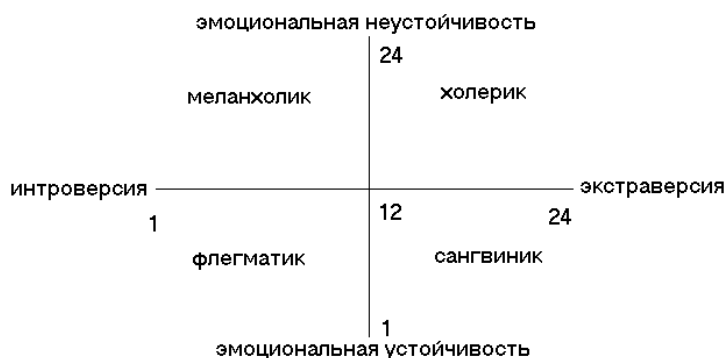 эмоциональная неустойчивость
24
меланхолик
холерик
интроверсия
экстраверсия
1
12
24
флегматик
сангвиник
1
эмоциональная устойчивость